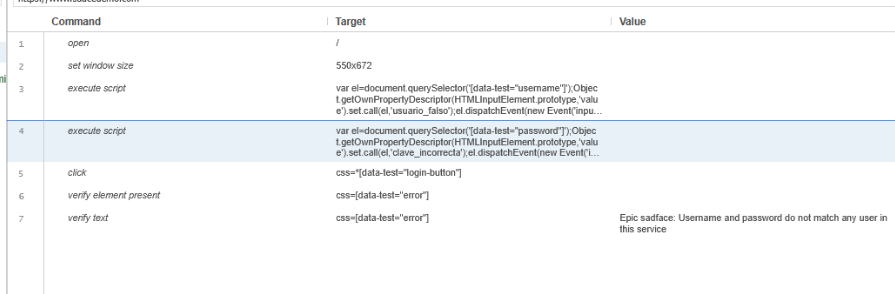 Command Target Value
1 open /
2 set window size 550x672
3 execute script var el=document.querySelector('[data-test="username"]');Objec
t.getOwnPropertyDescriptor(HTMLInputElement.prototype,'valu
e').set.call(el,'usuario_falso');el.dispatchEvent(new Event('inpu...
4 execute script var el=document.querySelector('[data-test="password"]');Objec
t.getOwnPropertyDescriptor(HTMLInputElement.prototype,'valu
e').set.call(el,'clave_incorrecta');el.dispatchEvent(new Event('i...
5 click css=*[data-test="login-button"]
6 verify element present css=[data-test="error"]
7 verify text css=[data-test="error"] Epic sadface: Username and password do not match any user in
this service